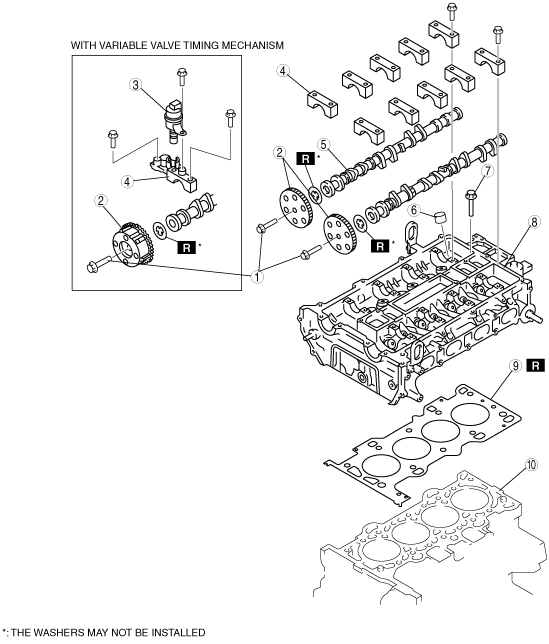 WITH VARIABLE VALVE TIMING MECHANISM
3
4
4
5
2
R *
2
R *
6
7
R *
8
1
9 R
10
*: THE WASHERS MAY NOT BE INSTALLED